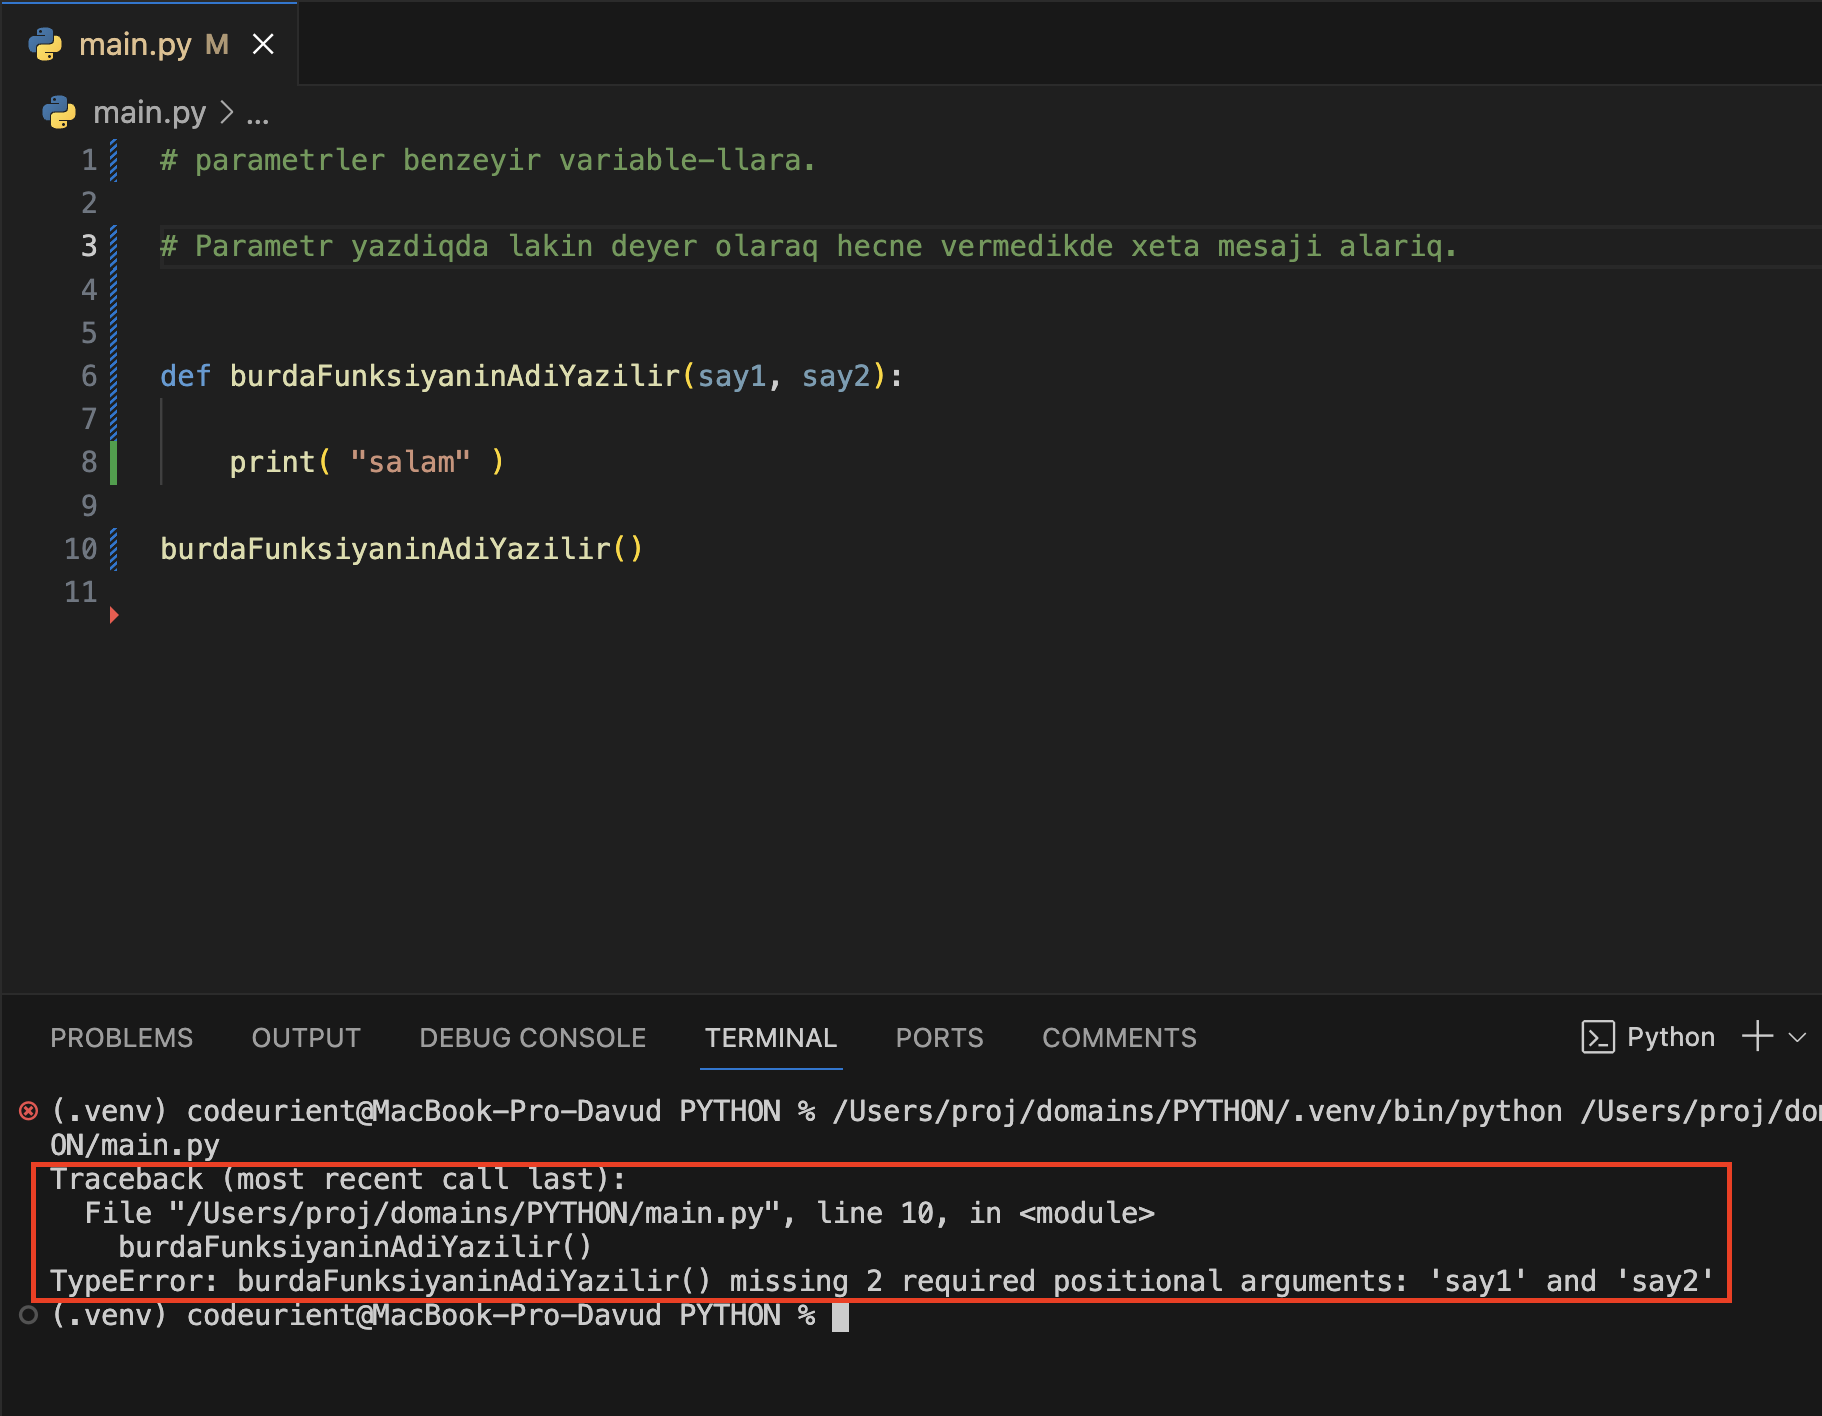 main.py M
main.py > ...
1 # parametrler benzeyir variable-llara.
2
3 # Parametr yazdiqda lakin deyer olaraq hecne vermedikde xeta mesaji alariq.
4
5
6 def burdaFunksiyaninAdiYazilir(say1, say2):
7
8 print( "salam" )
9
10 burdaFunksiyaninAdiYazilir()
11
PROBLEMS OUTPUT DEBUG CONSOLE TERMINAL PORTS COMMENTS Python
(.venv) codeurient@MacBook-Pro-Davud PYTHON % /Users/proj/domains/PYTHON/.venv/bin/python /Users/proj/do
ON/main.py
Traceback (most recent call last):
File "/Users/proj/domains/PYTHON/main.py", line 10, in <module>
burdaFunksiyaninAdiYazilir()
TypeError: burdaFunksiyaninAdiYazilir() missing 2 required positional arguments: 'say1' and 'say2'
(.venv) codeurient@MacBook-Pro-Davud PYTHON %